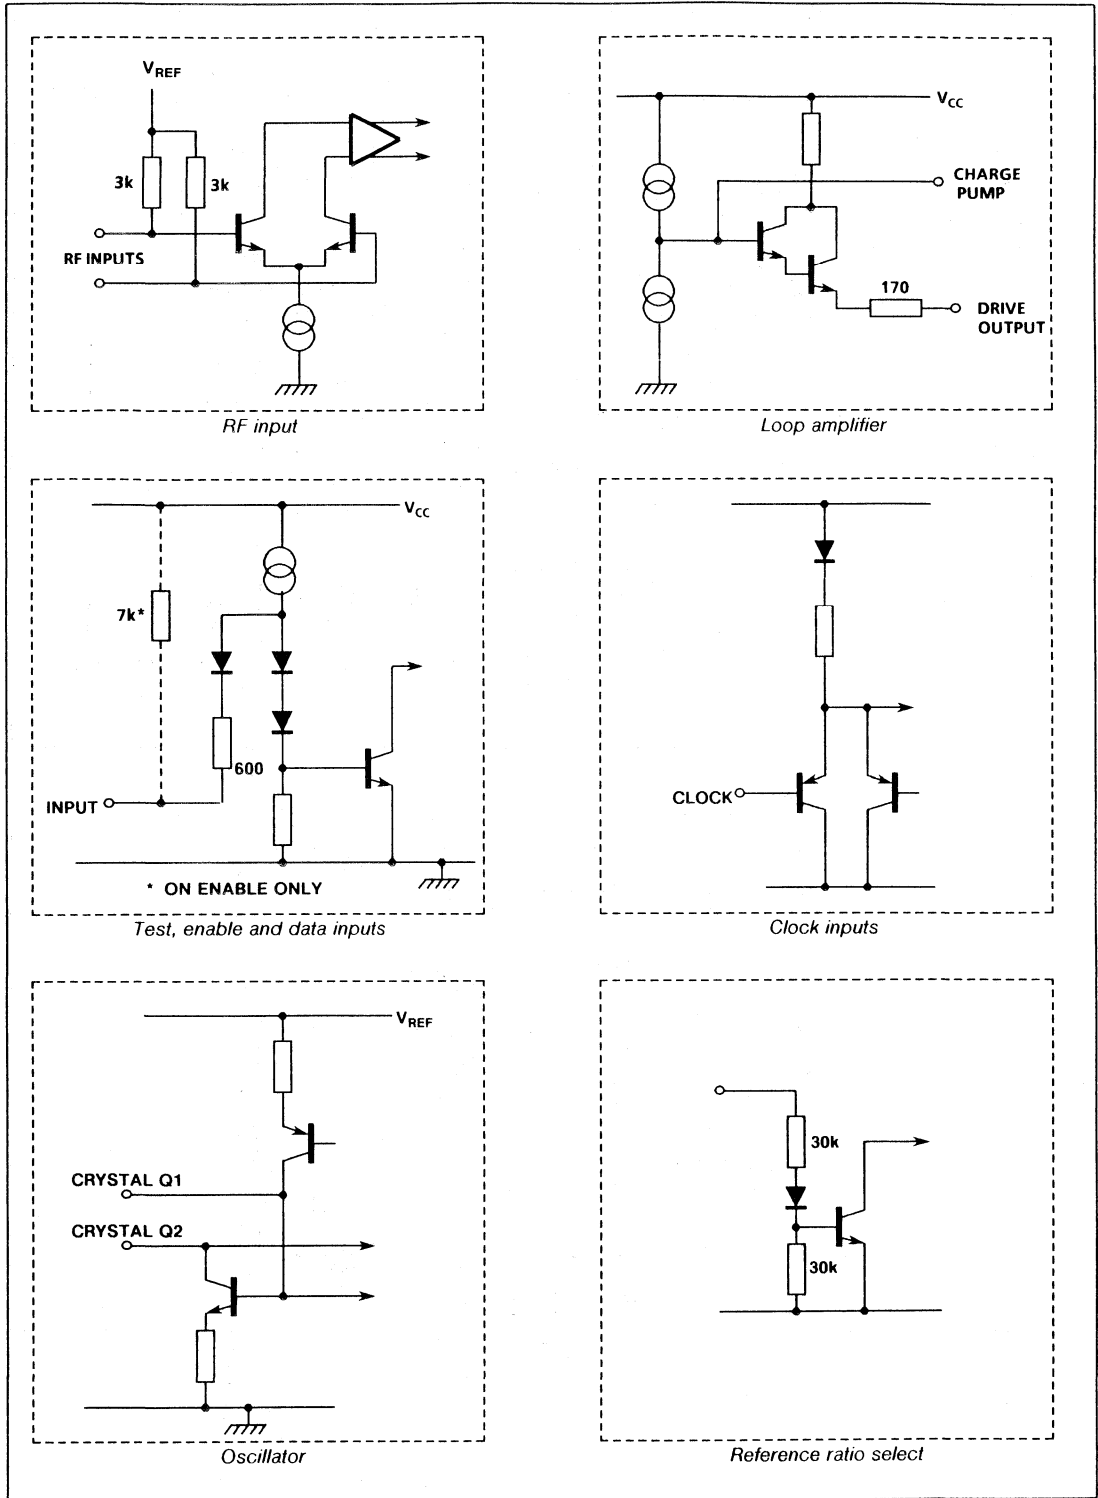 VREF
3k
3k
RF INPUTS
RF input
VCC
CHARGE
PUMP
170
DRIVE
OUTPUT
Loop amplifier
VCC
7k*
600
INPUT
* ON ENABLE ONLY
Test, enable and data inputs
CLOCK
Clock inputs
VREF
CRYSTAL Q1
CRYSTAL Q2
Oscillator
30k
30k
Reference ratio select